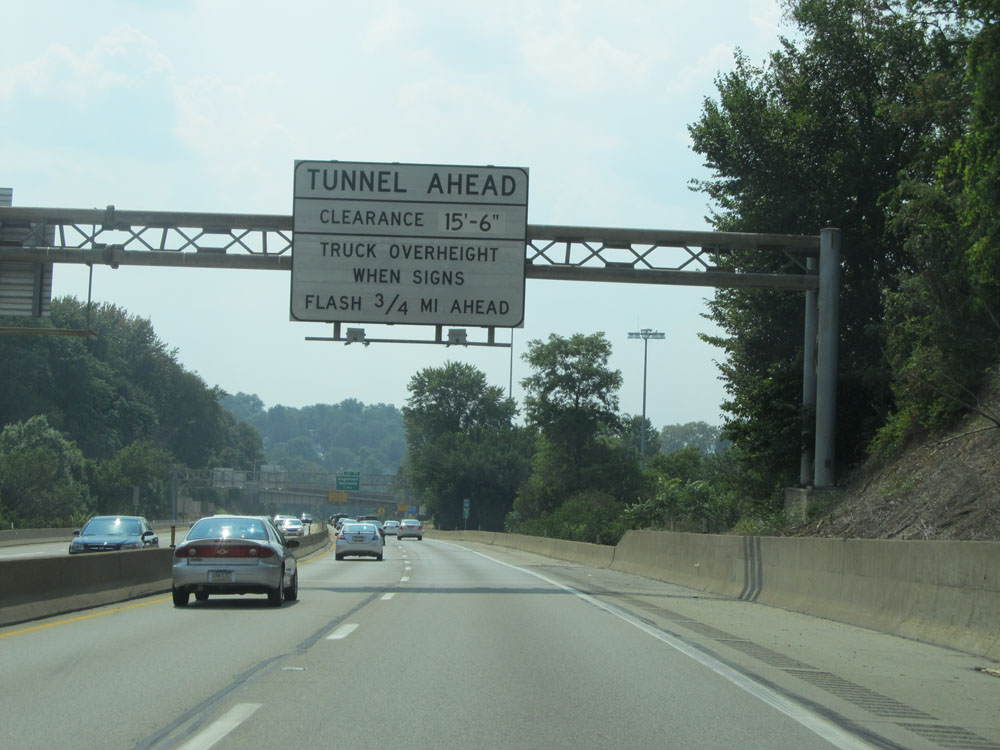 TUNNEL AHEAD
CLEARANCE 15'-6"
TRUCK OVERHEIGHT
WHEN SIGNS
FLASH 3/4 MI AHEAD